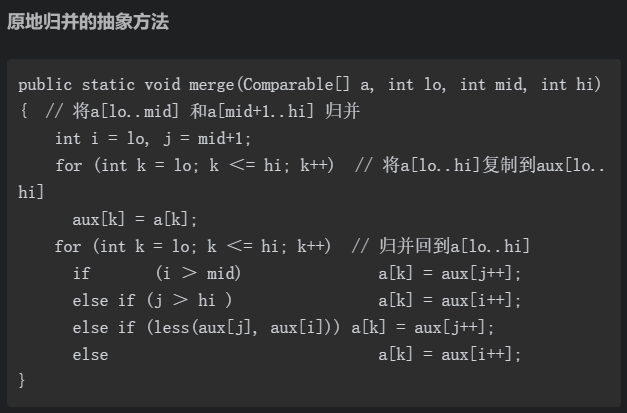 原地归并的抽象方法
public static void merge(Comparable[] a, int lo, int mid, int hi)
{  // 将a[lo..mid] 和a[mid+1..hi] 归并
    int i = lo, j = mid+1;
    for (int k = lo; k <= hi; k++)  // 将a[lo..hi]复制到aux[lo..
hi]
      aux[k] = a[k];
    for (int k = lo; k <= hi; k++)  // 归并回到a[lo..hi]
      if      (i > mid)              a[k] = aux[j++];
      else if (j > hi )              a[k] = aux[i++];
      else if (less(aux[j], aux[i])) a[k] = aux[j++];
      else                           a[k] = aux[i++];
}